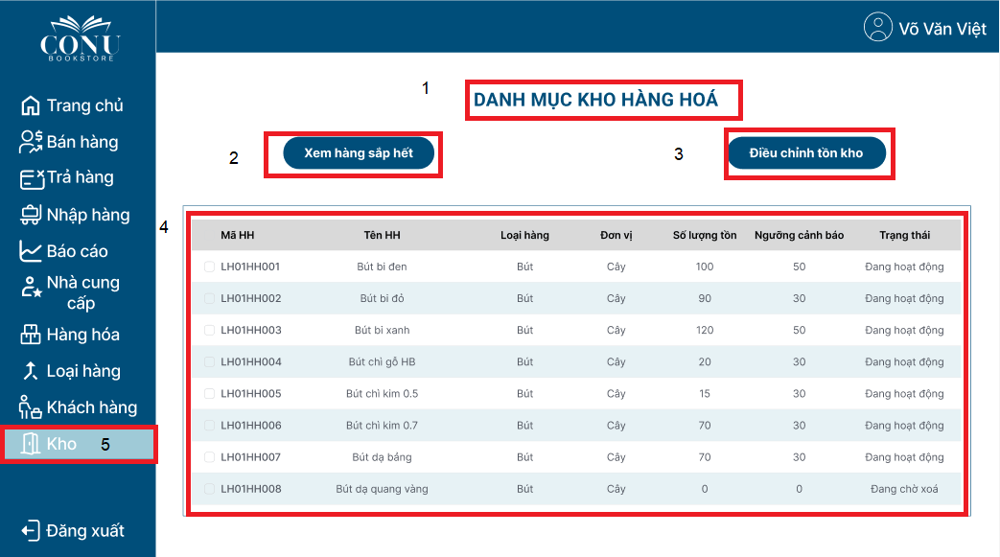 CONU
BOOKSTORE
Võ Văn Việt
Trang chủ
Bán hàng
Trả hàng
Nhập hàng
Báo cáo
Nhà cung
cấp
Hàng hóa
Loại hàng
Khách hàng
Kho 5
Đăng xuất
1 DANH MỤC KHO HÀNG HOÁ
2 Xem hàng sắp hết 3 Điều chỉnh tồn kho
4
Mã HH Tên HH Loại hàng Đơn vị Số lượng tồn Ngưỡng cảnh báo Trạng thái
LH01HH001 Bút bi đen Bút Cây 100 50 Đang hoạt động
LH01HH002 Bút bi đỏ Bút Cây 90 30 Đang hoạt động
LH01HH003 Bút bi xanh Bút Cây 120 50 Đang hoạt động
LH01HH004 Bút chì gỗ HB Bút Cây 20 30 Đang hoạt động
LH01HH005 Bút chì kim 0.5 Bút Cây 15 30 Đang hoạt động
LH01HH006 Bút chì kim 0.7 Bút Cây 70 30 Đang hoạt động
LH01HH007 Bút dạ bảng Bút Cây 70 30 Đang hoạt động
LH01HH008 Bút dạ quang vàng Bút Cây 0 0 Đang chờ xoá